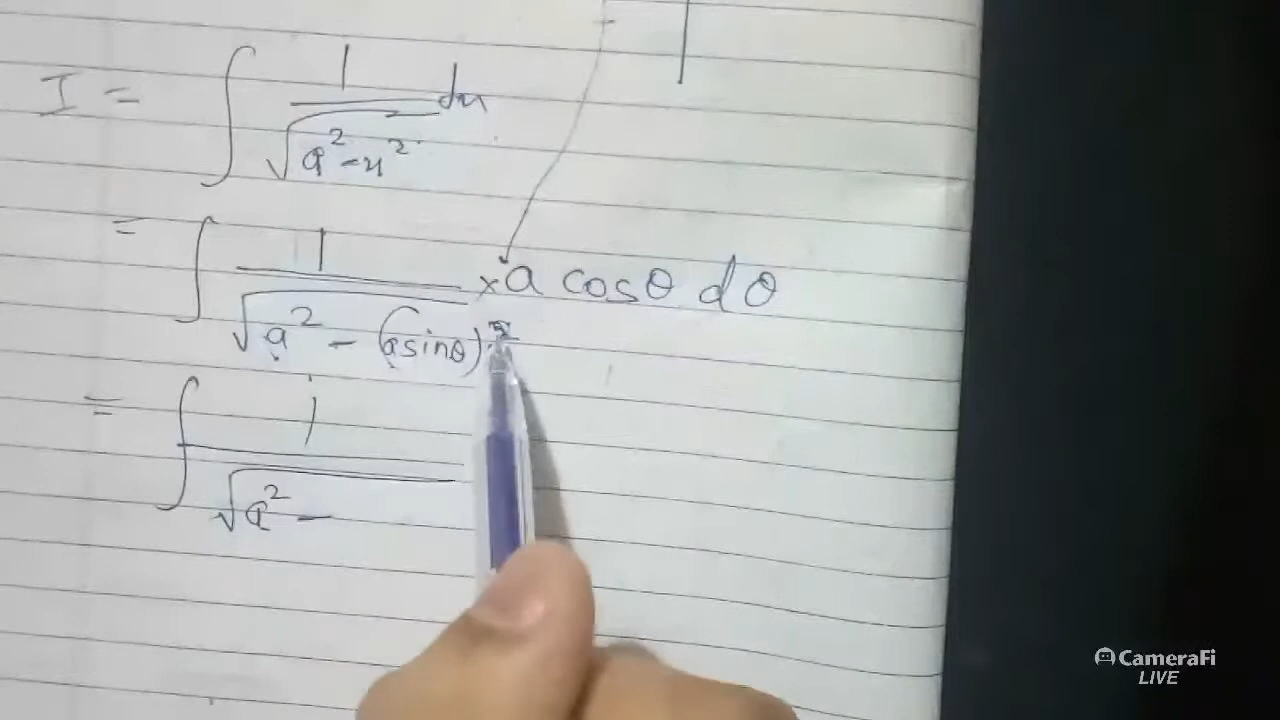 I = ∫ 1/√(a² - x²) dx
= ∫ 1/√(a² - (a sinθ)²) × a cosθ dθ
= ∫ 1/√(a² -
CameraFi
LIVE